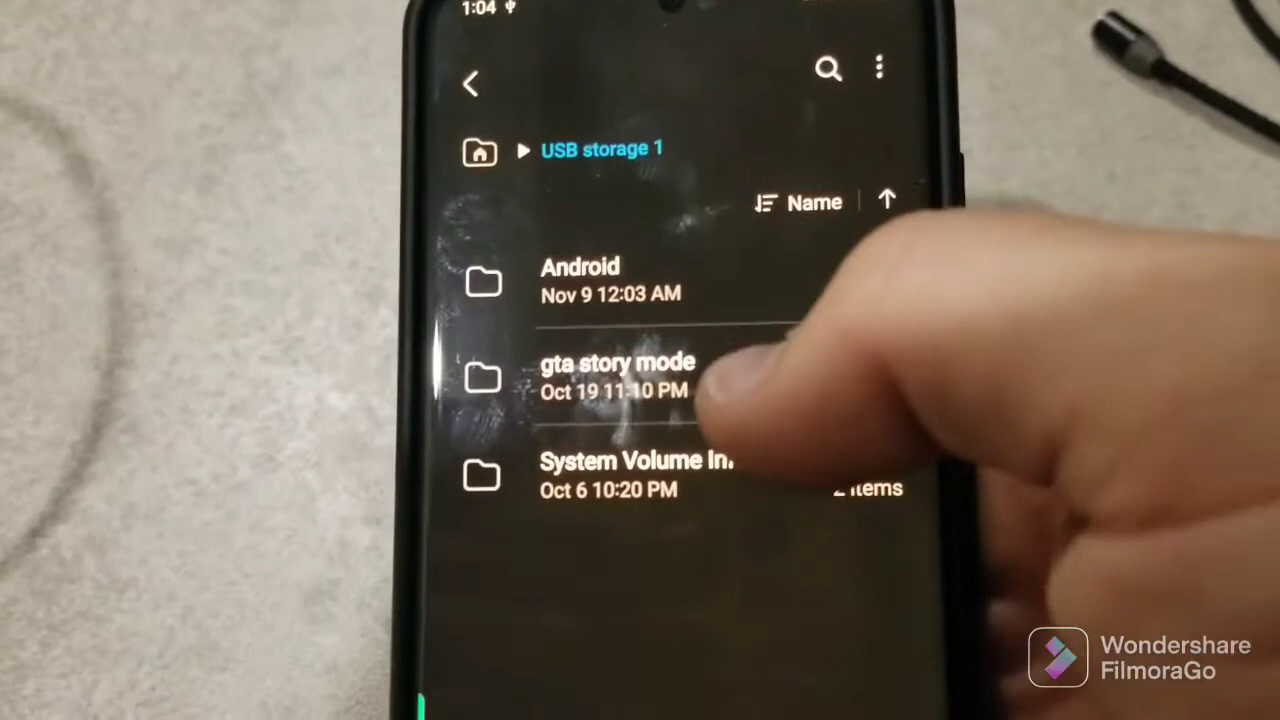 1:04
USB storage 1
Name
Android
Nov 9 12:03 AM
gta story mode
Oct 19 11:10 PM
System Volume
Oct 6 10:20 PM
items
Wondershare
FilmoraGo